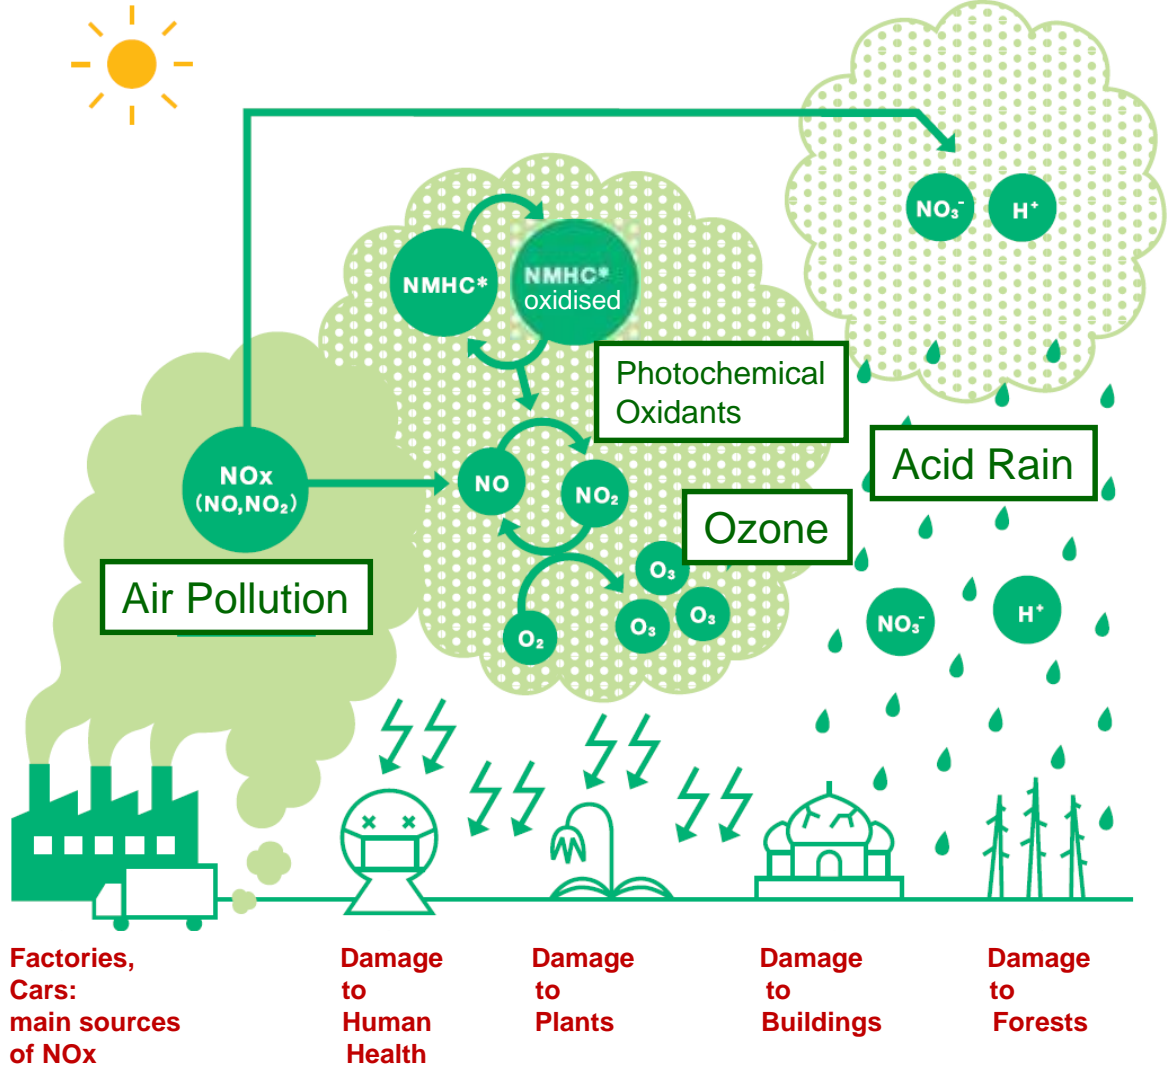 NO₃⁻
H⁺
NMHC*
NMHC*
oxidised
Photochemical
Oxidants
Acid Rain
NOx
(NO,NO₂)
NO
NO₂
Ozone
Air Pollution
O₃
O₃
O₃
O₂
NO₃⁻
H⁺
Factories,
Cars:
main sources
of NOx
Damage
to
Human
Health
Damage
to
Plants
Damage
to
Buildings
Damage
to
Forests